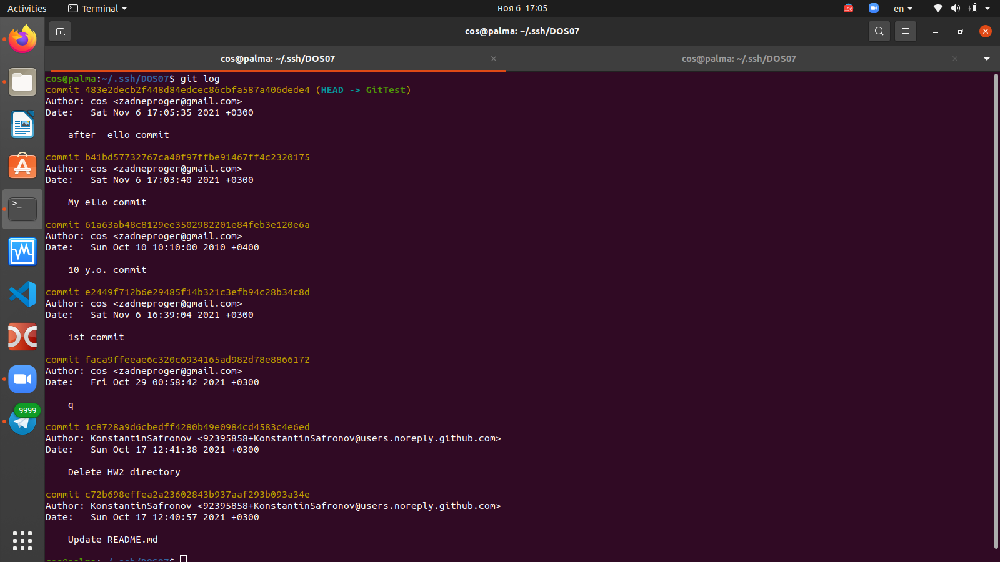 Activities Terminal ноя 6 17:05 en
cos@palma: ~/.ssh/DOS07
cos@palma: ~/.ssh/DOS07 × cos@palma: ~/.ssh/DOS07 ×
cos@palma:~/.ssh/DOS07$ git log
commit 483e2decb2f448d84edcec86cbfa587a406dede4 (HEAD -> GitTest)
Author: cos <zadneproger@gmail.com>
Date:   Sat Nov 6 17:05:35 2021 +0300
    after  ello commit
commit b41bd57732767ca40f97ffbe91467ff4c2320175
Author: cos <zadneproger@gmail.com>
Date:   Sat Nov 6 17:03:40 2021 +0300
    My ello commit
commit 61a63ab48c8129ee3502982201e84feb3e120e6a
Author: cos <zadneproger@gmail.com>
Date:   Sun Oct 10 10:10:00 2010 +0400
    10 y.o. commit
commit e2449f712b6e29485f14b321c3efb94c28b34c8d
Author: cos <zadneproger@gmail.com>
Date:   Sat Nov 6 16:39:04 2021 +0300
    1st commit
commit faca9ffeeae6c320c6934165ad982d78e8866172
Author: cos <zadneproger@gmail.com>
Date:   Fri Oct 29 00:58:42 2021 +0300
    q
commit 1c8728a9d6cbedff4280b49e0984cd4583c4e6ed
Author: KonstantinSafronov <92395858+KonstantinSafronov@users.noreply.github.com>
Date:   Sun Oct 17 12:41:38 2021 +0300
    Delete HW2 directory
commit c72b698effea2a23602843b937aaf293b093a34e
Author: KonstantinSafronov <92395858+KonstantinSafronov@users.noreply.github.com>
Date:   Sun Oct 17 12:40:57 2021 +0300
    Update README.md
cos@palma:~/.ssh/DOS07$
9999